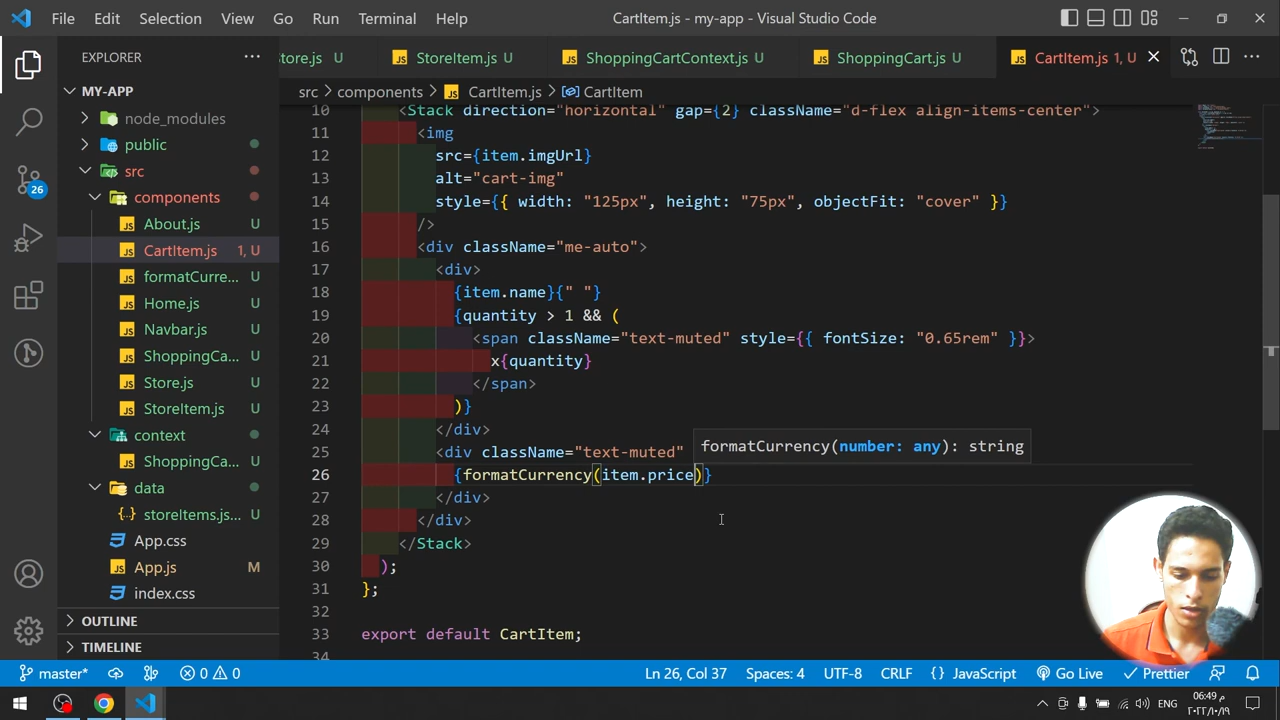 File Edit Selection View Go Run Terminal Help
CartItem.js - my-app - Visual Studio Code
EXPLORER
tore.js U
StoreItem.js U
ShoppingCartContext.js U
ShoppingCart.js U
CartItem.js 1, U
MY-APP
src > components > CartItem.js > CartItem
node_modules
public
src
components
About.js U
CartItem.js 1, U
formatCurre... U
Home.js U
Navbar.js U
ShoppingCa... U
Store.js U
StoreItem.js U
context
ShoppingCa... U
data
storeItems.js... U
App.css
App.js M
index.css
OUTLINE
TIMELINE
26
10 <Stack direction="horizontal" gap={2} className="d-flex align-items-center">
11 <img
12 src={item.imgUrl}
13 alt="cart-img"
14 style={{ width: "125px", height: "75px", objectFit: "cover" }}
15 />
16 <div className="me-auto">
17 <div>
18 {item.name}{" "}
19 {quantity > 1 && (
20 <span className="text-muted" style={{ fontSize: "0.65rem" }}>
21 x{quantity}
22 </span>
23 )}
24 </div>
25 <div className="text-muted"
formatCurrency(number: any): string
26 {formatCurrency(item.price)}
27 </div>
28 </div>
29 </Stack>
30 );
31 };
32
33 export default CartItem;
34
master* 0 0 Ln 26, Col 37 Spaces: 4 UTF-8 CRLF {} JavaScript Go Live Prettier
ENG 06:49
٢٠٢٢/١٠/١٩